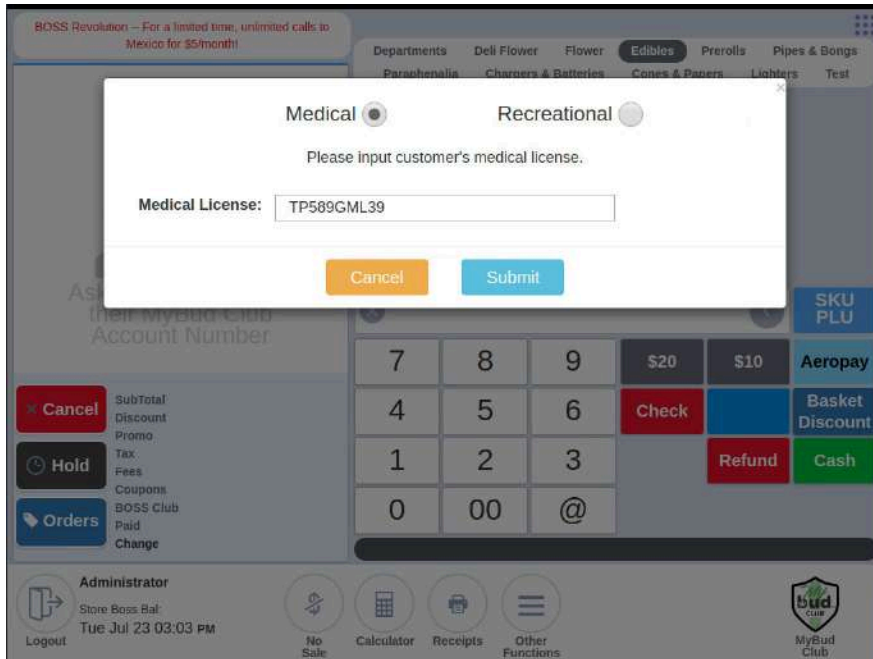 BOSS Revolution -- For a limited time, unlimited calls to
Mexico for $5/month!
Departments Deli Flower Flower Edibles Prerolls Pipes & Bongs
Paraphenalia Chargers & Batteries Cones & Papers Lighters Test
×
Medical Recreational
Please input customer's medical license.
Medical License: TP589GML39
Cancel Submit
their MyBud Club
Account Number
SKU
PLU
7 8 9 $20 $10 Aeropay
4 5 6 Check Basket
Discount
1 2 3 Refund Cash
0 00 @
× Cancel
Hold
Orders
SubTotal
Discount
Promo
Tax
Fees
Coupons
BOSS Club
Paid
Change
Logout
Administrator
Store Boss Bal:
Tue Jul 23 03:03 PM
No
Sale
Calculator
Receipts
Other
Functions
bud
CLUB
MyBud
Club